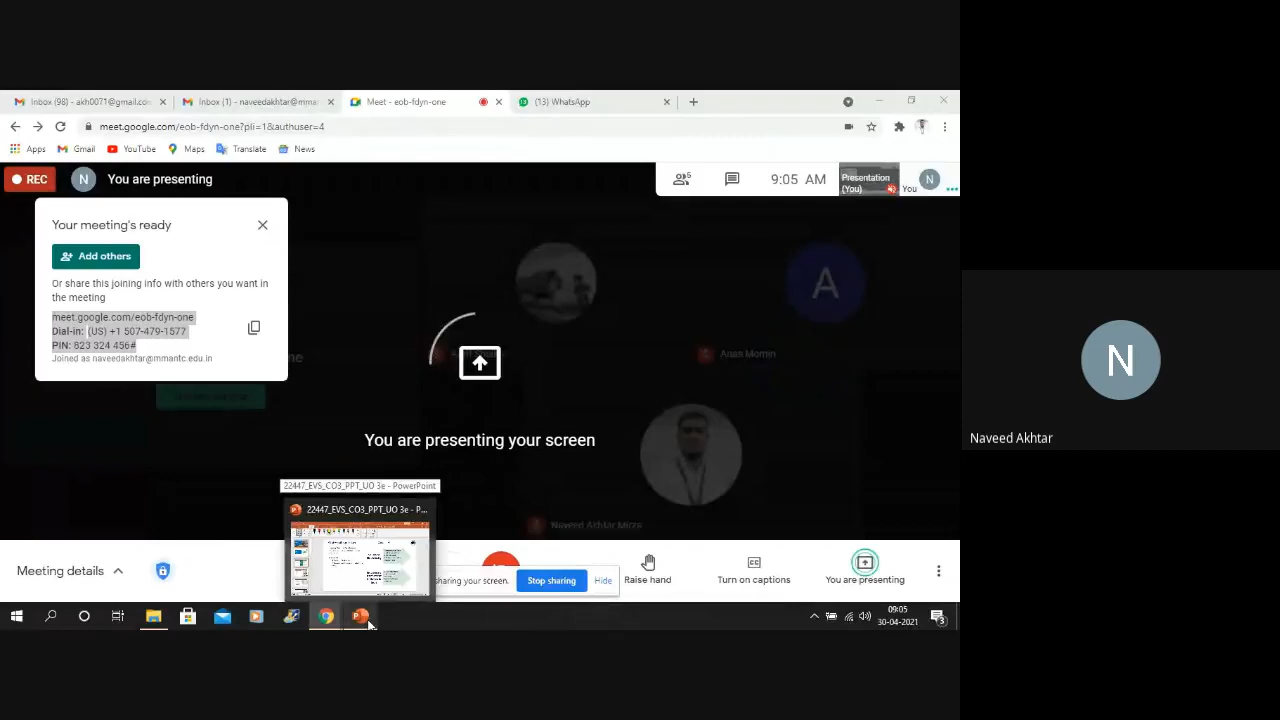 Inbox (98) - akh0071@gmail.co
Inbox (1) - naveedakhtar@mma
Meet - eob-fdyn-one
(13) WhatsApp
meet.google.com/eob-fdyn-one?pli=1&authuser=4
Apps
Gmail
YouTube
Maps
Translate
News
REC
N
You are presenting
5
9:05 AM
Presentation
(You)
You
N
Your meeting's ready
Add others
Or share this joining info with others you want in
the meeting
meet.google.com/eob-fdyn-one
Dial-in: (US) +1 507-479-1577
PIN: 823 324 456#
Joined as naveedakhtar@mmantc.edu.in
A
Anas Momin
You are presenting your screen
Naveed Akhtar Mirza
22447_EVS_CO3_PPT_UO 3e - PowerPoint
22447_EVS_CO3_PPT_UO 3e - P...
Meeting details
sharing your screen.
Stop sharing
Hide
Raise hand
Turn on captions
You are presenting
09:05
30-04-2021
3
N
Naveed Akhtar